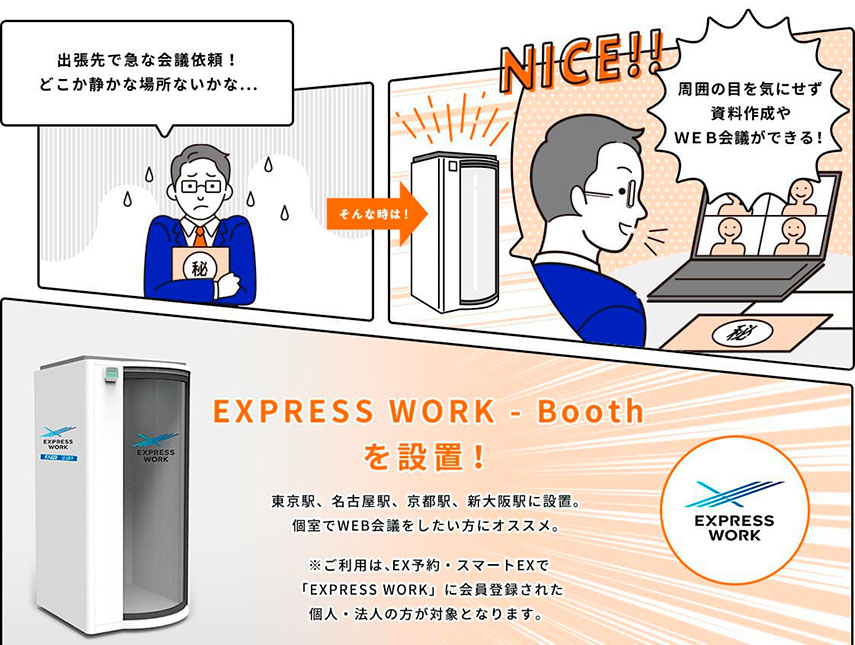 出張先で急な会議依頼！
どこか静かな場所ないかな...
秘
そんな時は！
NICE!!
周囲の目を気にせず
資料作成や
ＷＥＢ会議ができる！
秘
EXPRESS WORK - Booth
を設置！
東京駅、名古屋駅、京都駅、新大阪駅に設置。
個室でWEB会議をしたい方にオススメ。
※ご利用は、EX予約・スマートEXで
「EXPRESS WORK」に会員登録された
個人・法人の方が対象となります。
EXPRESS
WORK
EXPRESS
WORK
EXPRESS
WORK